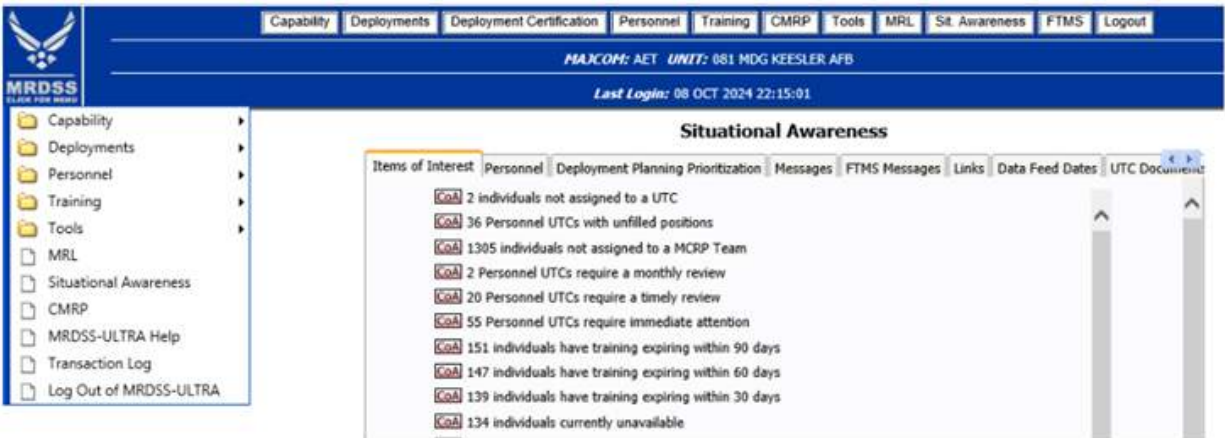 Capability Deployments Deployment Certification Personnel Training CMRP Tools MRL Sit. Awareness FTMS Logout
MAJCOM: AET UNIT: 081 MDG KEESLER AFB
Last Login: 08 OCT 2024 22:15:01
MRDSS
CLICK FOR MENU
Capability
Deployments
Personnel
Training
Tools
MRL
Situational Awareness
CMRP
MRDSS-ULTRA Help
Transaction Log
Log Out of MRDSS-ULTRA
Situational Awareness
Items of Interest Personnel Deployment Planning Prioritization Messages FTMS Messages Links Data Feed Dates UTC Documents
CoA 2 individuals not assigned to a UTC
CoA 36 Personnel UTCs with unfilled positions
CoA 1305 individuals not assigned to a MCRP Team
CoA 2 Personnel UTCs require a monthly review
CoA 20 Personnel UTCs require a timely review
CoA 55 Personnel UTCs require immediate attention
CoA 151 individuals have training expiring within 90 days
CoA 147 individuals have training expiring within 60 days
CoA 139 individuals have training expiring within 30 days
CoA 134 individuals currently unavailable